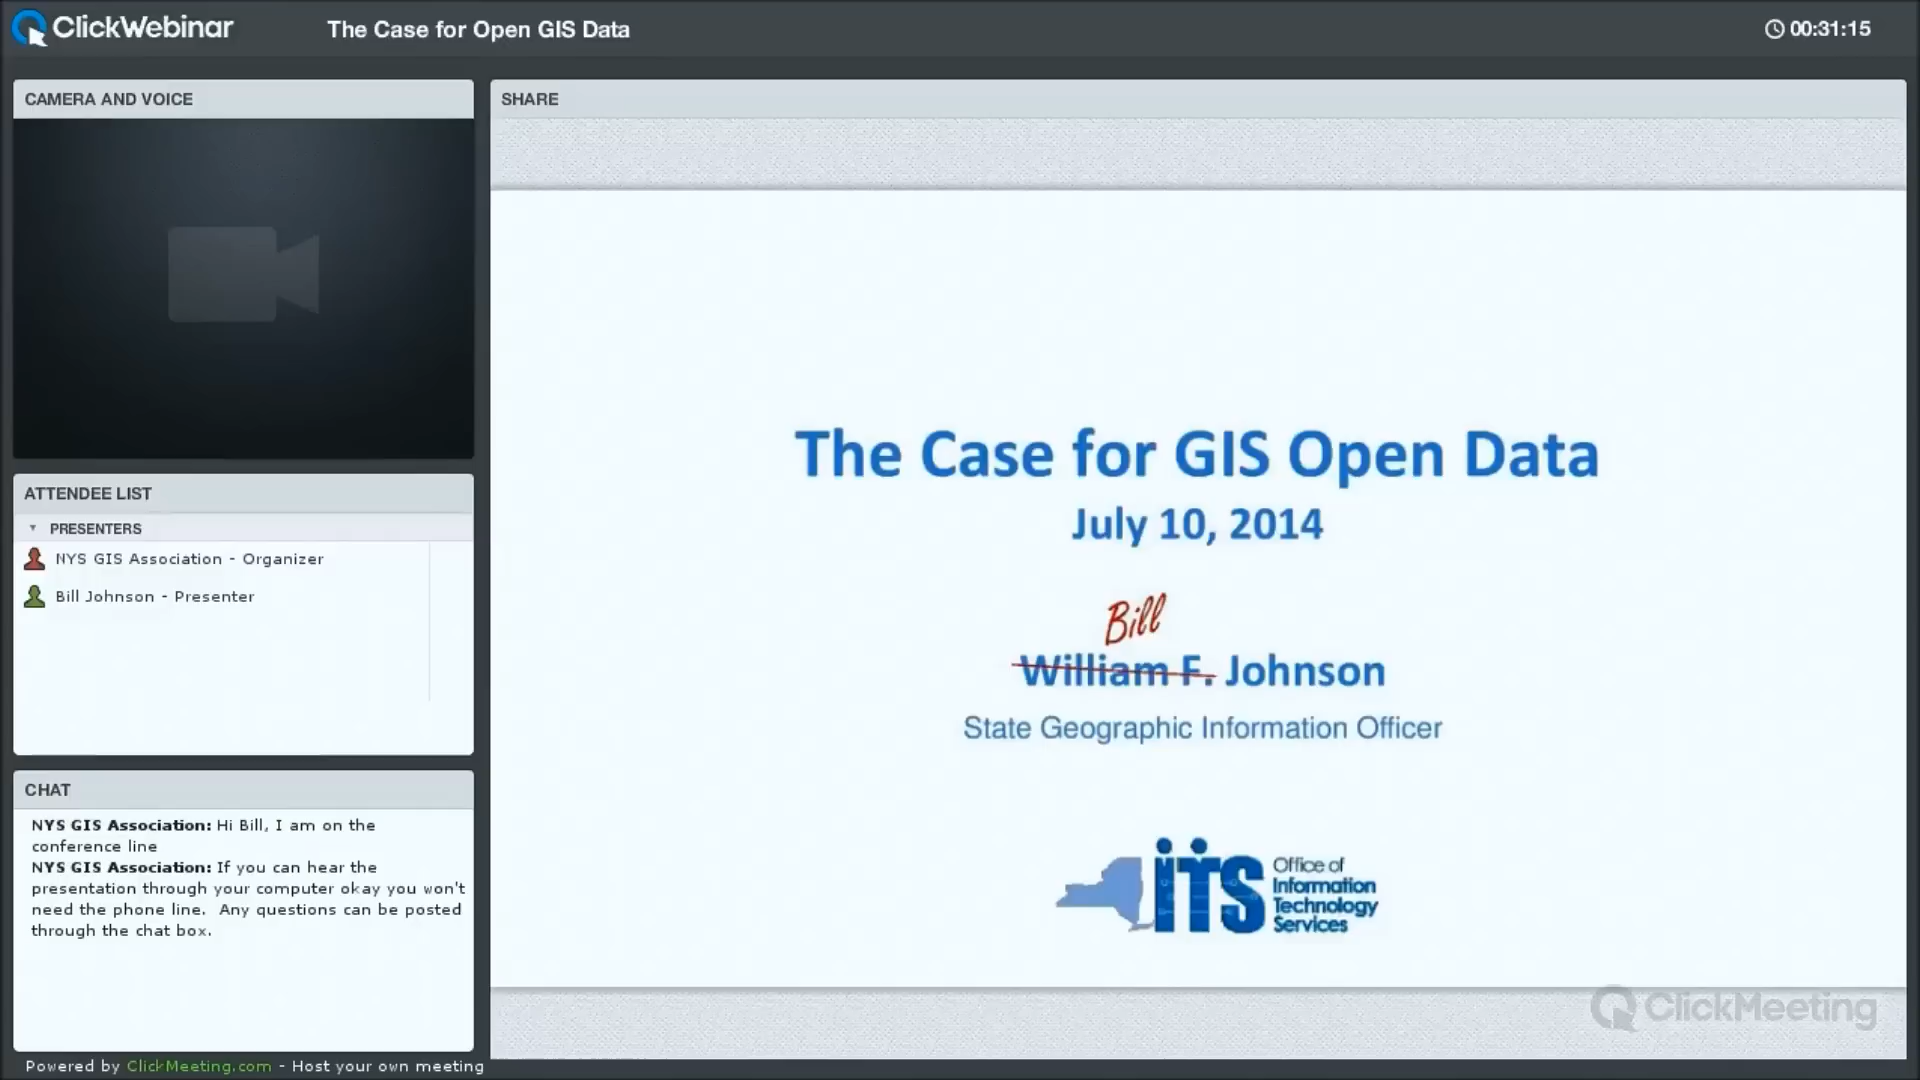 ClickWebinar
The Case for Open GIS Data
00:31:15
CAMERA AND VOICE
ATTENDEE LIST
PRESENTERS
NYS GIS Association - Organizer
Bill Johnson - Presenter
CHAT
NYS GIS Association: Hi Bill, I am on the
conference line
NYS GIS Association: If you can hear the
presentation through your computer okay you won't
need the phone line.  Any questions can be posted
through the chat box.
Powered by ClickMeeting.com - Host your own meeting
SHARE
The Case for GIS Open Data
July 10, 2014
Bill
William F. Johnson
State Geographic Information Officer
iTS
Office of
Information
Technology
Services
ClickMeeting